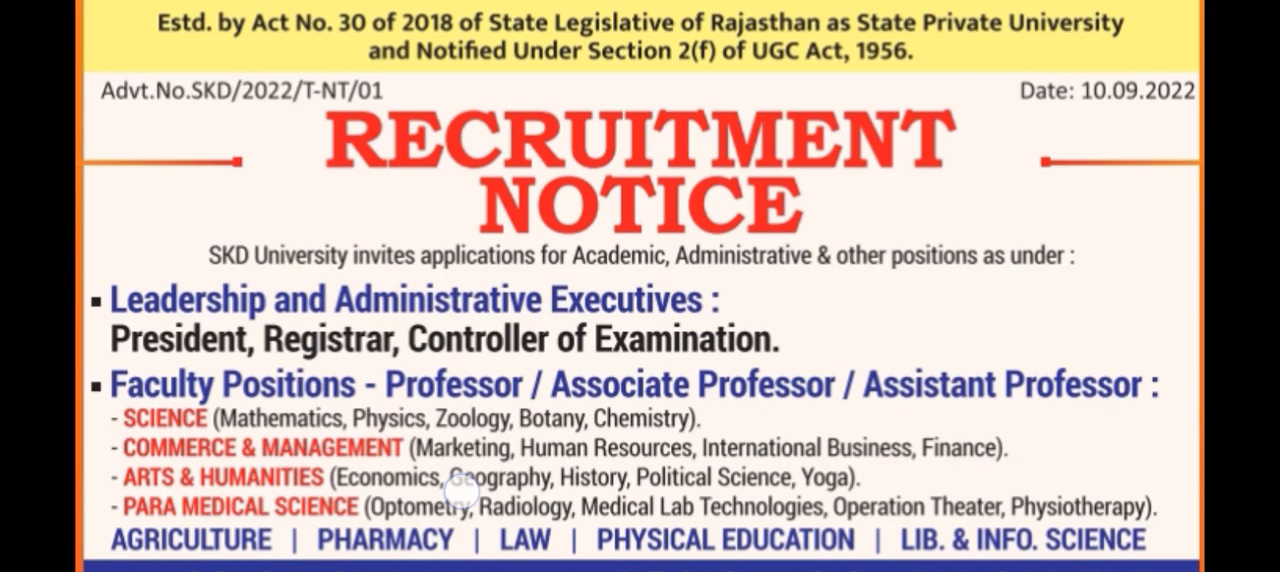 Estd. by Act No. 30 of 2018 of State Legislative of Rajasthan as State Private University
and Notified Under Section 2(f) of UGC Act, 1956.
Advt.No.SKD/2022/T-NT/01
Date: 10.09.2022
RECRUITMENT
NOTICE
SKD University invites applications for Academic, Administrative & other positions as under :
▪ Leadership and Administrative Executives :
President, Registrar, Controller of Examination.
▪ Faculty Positions - Professor / Associate Professor / Assistant Professor :
- SCIENCE (Mathematics, Physics, Zoology, Botany, Chemistry).
- COMMERCE & MANAGEMENT (Marketing, Human Resources, International Business, Finance).
- ARTS & HUMANITIES (Economics, Geography, History, Political Science, Yoga).
- PARA MEDICAL SCIENCE (Optometry, Radiology, Medical Lab Technologies, Operation Theater, Physiotherapy).
AGRICULTURE | PHARMACY | LAW | PHYSICAL EDUCATION | LIB. & INFO. SCIENCE